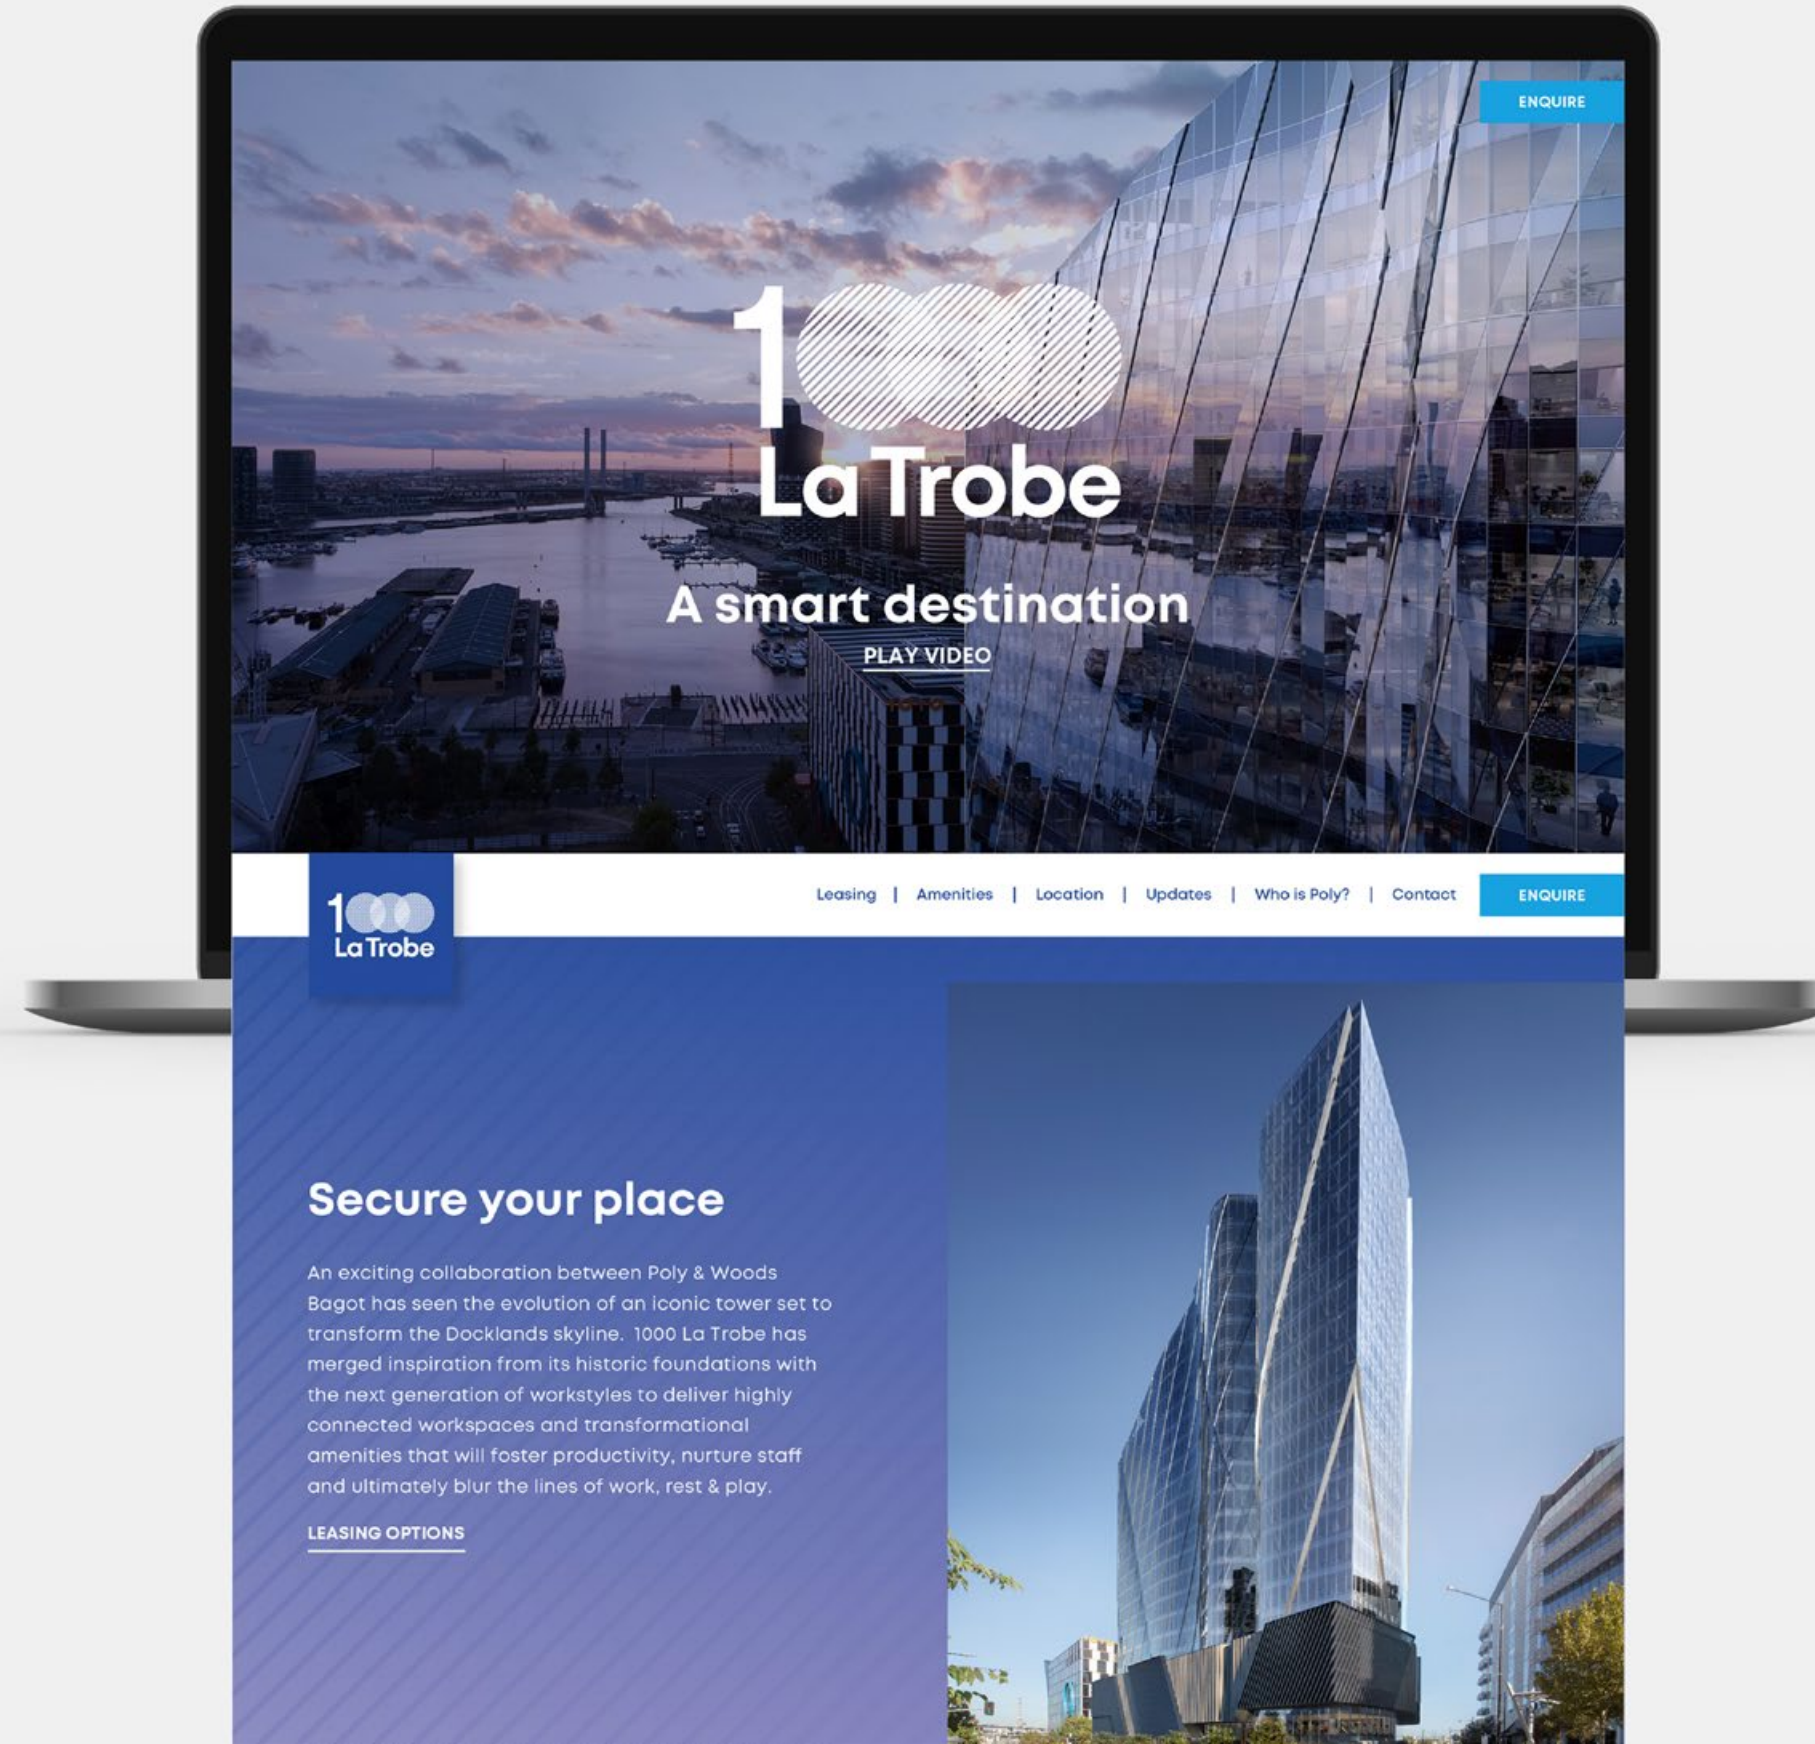 ENQUIRE
1000
La Trobe
A smart destination
PLAY VIDEO
Leasing | Amenities | Location | Updates | Who is Poly? | Contact
ENQUIRE
1000
La Trobe
Secure your place
An exciting collaboration between Poly & Woods
Bagot has seen the evolution of an iconic tower set to
transform the Docklands skyline. 1000 La Trobe has
merged inspiration from its historic foundations with
the next generation of workstyles to deliver highly
connected workspaces and transformational
amenities that will foster productivity, nurture staff
and ultimately blur the lines of work, rest & play.
LEASING OPTIONS